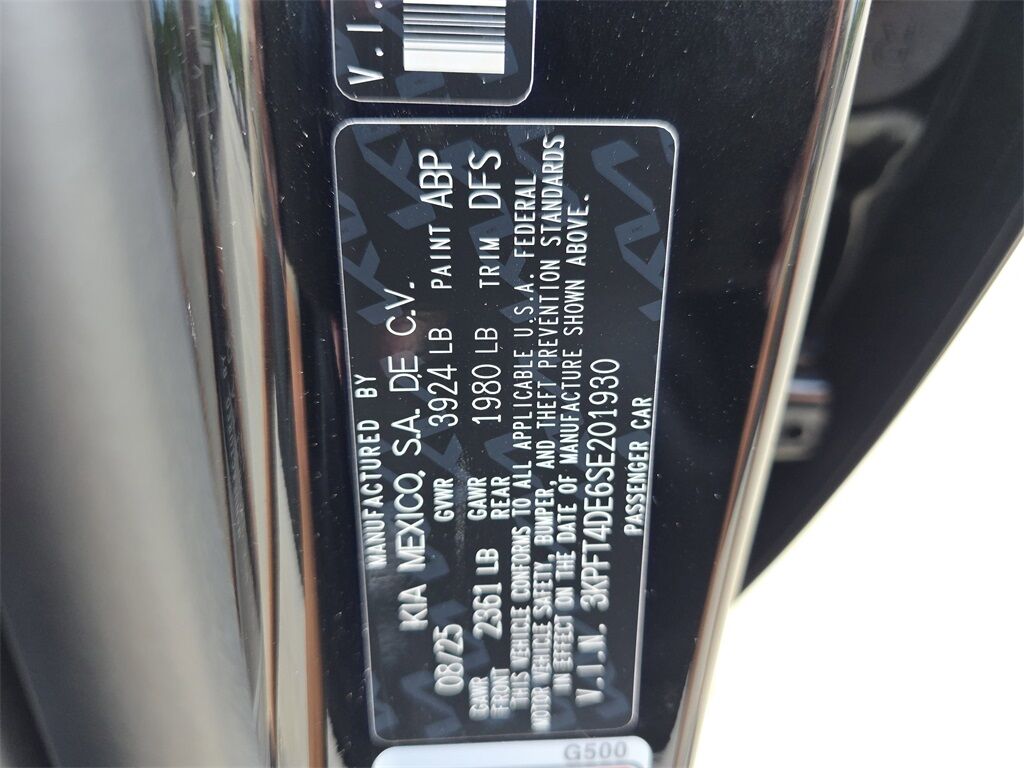 V.I.
MANUFACTURED BY
KIA MEXICO, S.A. DE C.V.
08/25 GVWR 3924 LB PAINT ABP
GAWR FRONT 2361 LB GAWR REAR 1980 LB TRIM DFS
THIS VEHICLE CONFORMS TO ALL APPLICABLE U.S.A. FEDERAL
MOTOR VEHICLE SAFETY, BUMPER, AND THEFT PREVENTION STANDARDS
IN EFFECT ON THE DATE OF MANUFACTURE SHOWN ABOVE.
V.I.N. 3KPFT4DE6SE201930
PASSENGER CAR
G500